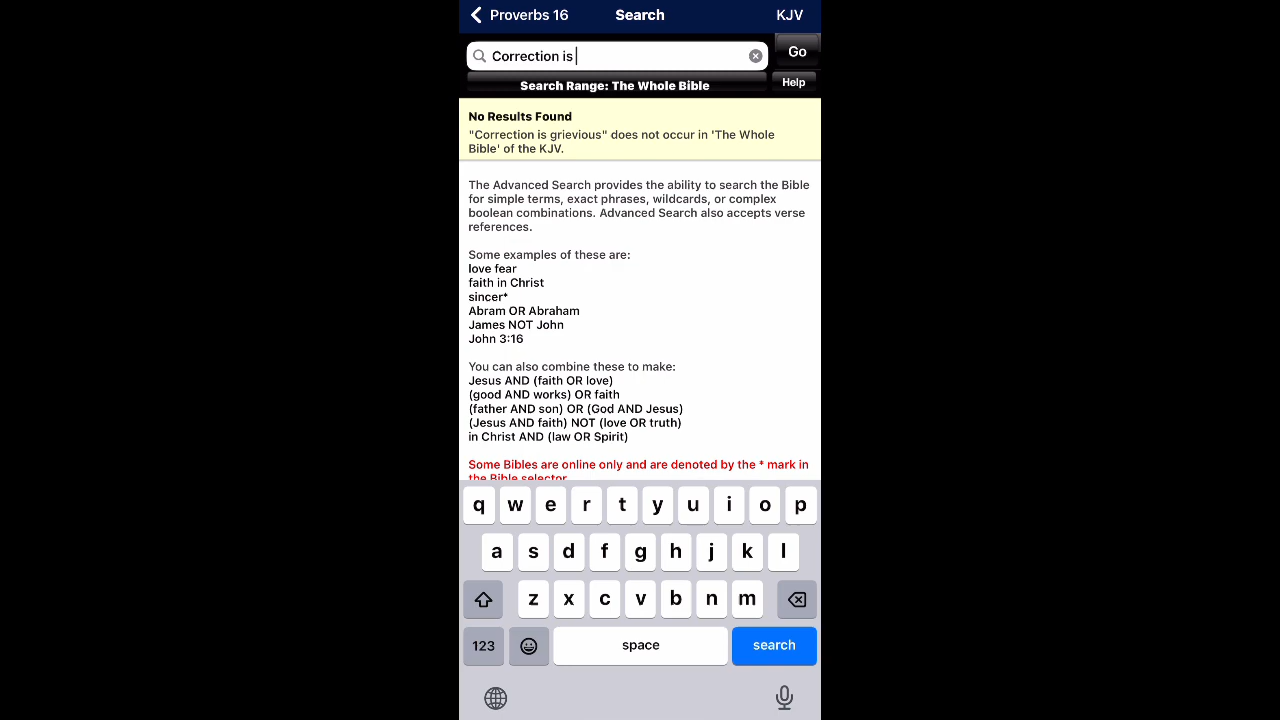 Proverbs 16 Search KJV
Correction is Go
Search Range: The Whole Bible Help
No Results Found
"Correction is grievious" does not occur in 'The Whole
Bible' of the KJV.
The Advanced Search provides the ability to search the Bible
for simple terms, exact phrases, wildcards, or complex
boolean combinations. Advanced Search also accepts verse
references.
Some examples of these are:
love fear
faith in Christ
sincer*
Abram OR Abraham
James NOT John
John 3:16
You can also combine these to make:
Jesus AND (faith OR love)
(good AND works) OR faith
(father AND son) OR (God AND Jesus)
(Jesus AND faith) NOT (love OR truth)
in Christ AND (law OR Spirit)
Some Bibles are online only and are denoted by the * mark in
the Bible selector
q w e r t y u i o p
a s d f g h j k l
z x c v b n m
123 space search